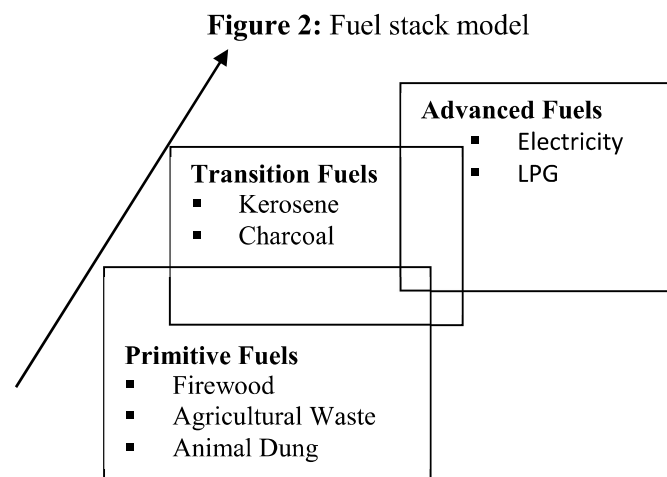 Figure 2: Fuel stack model
Advanced Fuels
▪ Electricity
▪ LPG
Transition Fuels
▪ Kerosene
▪ Charcoal
Primitive Fuels
▪ Firewood
▪ Agricultural Waste
▪ Animal Dung